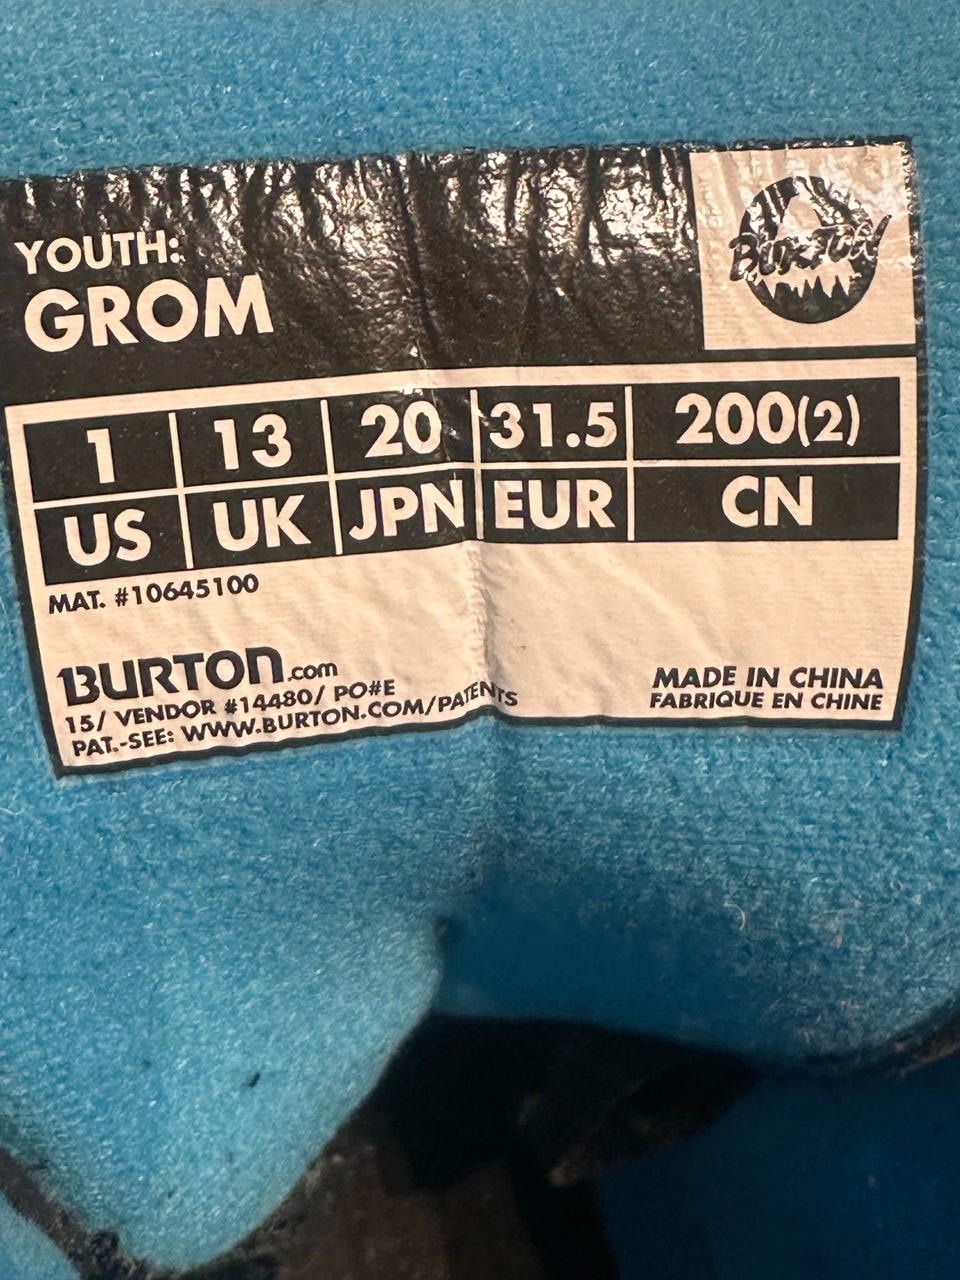 YOUTH:
GROM
BURTON
1 13 20 31.5 200(2)
US UK JPN EUR CN
MAT. #10645100
BURTON.com
15/ VENDOR #14480/ PO#E
PAT.-SEE: WWW.BURTON.COM/PATENTS
MADE IN CHINA
FABRIQUE EN CHINE